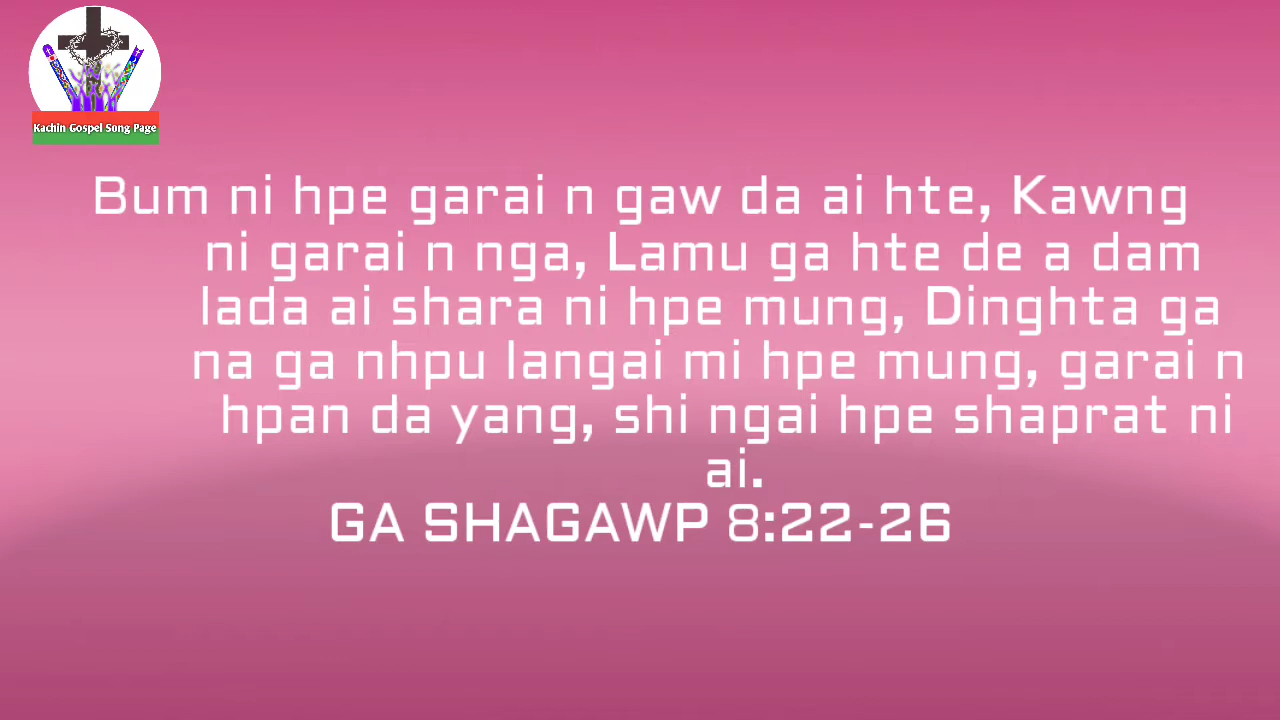 Kachin Gospel Song Page
Bum ni hpe garai n gaw da ai hte, Kawng
ni garai n nga, Lamu ga hte de a dam
lada ai shara ni hpe mung, Dinghta ga
na ga nhpu langai mi hpe mung, garai n
hpan da yang, shi ngai hpe shaprat ni
ai.
GA SHAGAWP 8:22-26